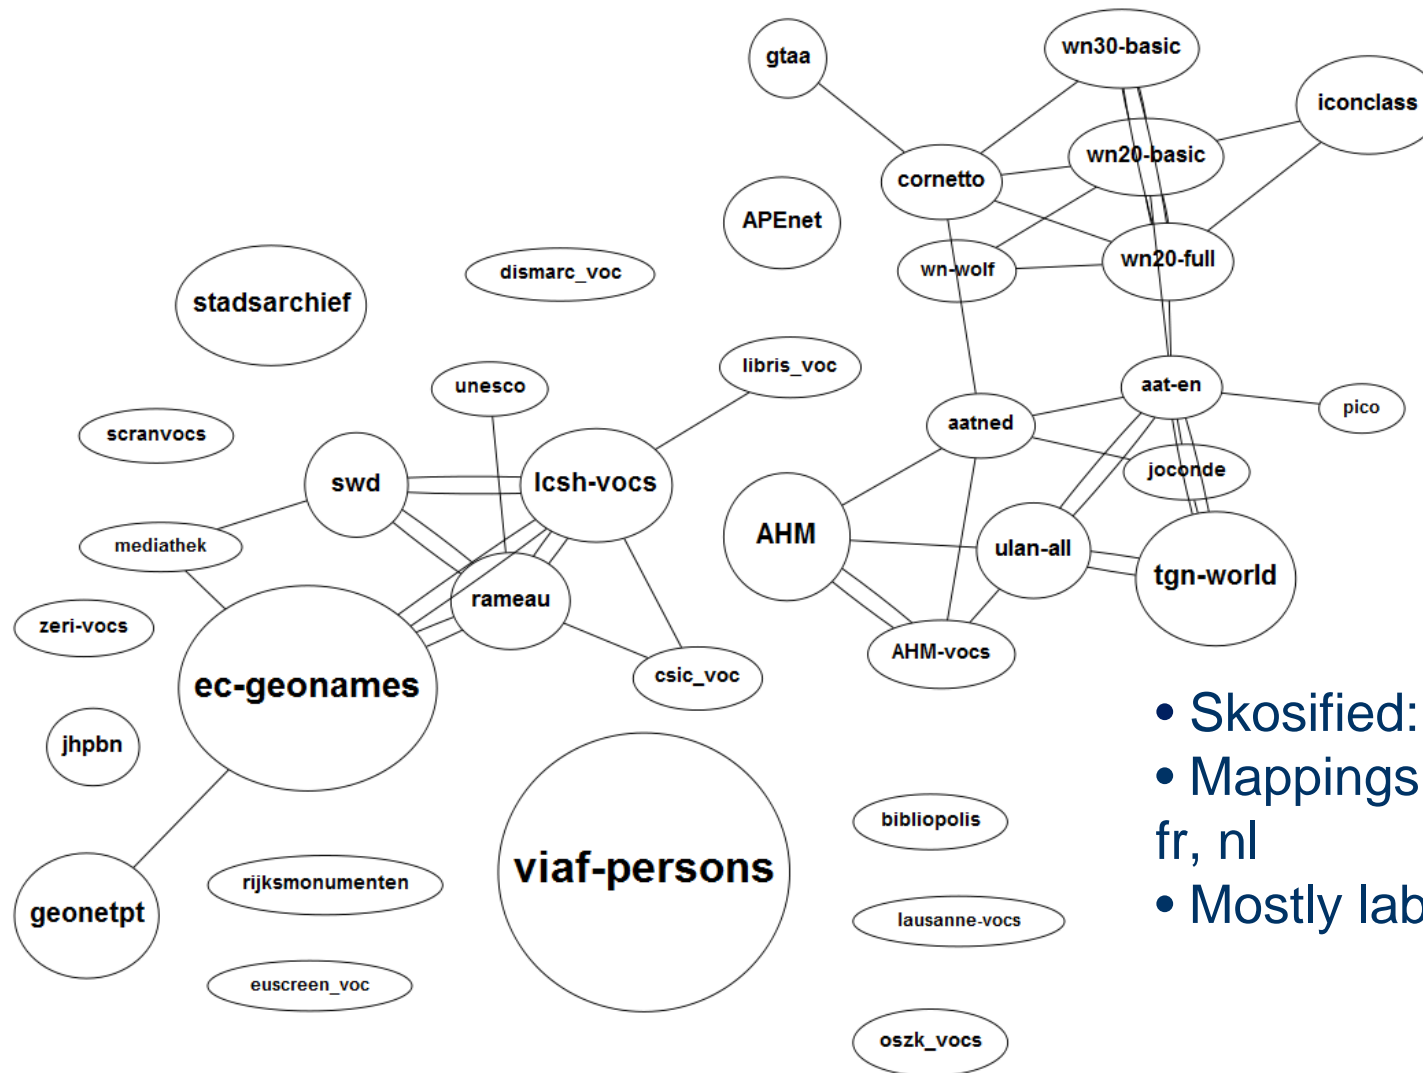 gtaa
wn30-basic
iconclass
wn20-basic
cornetto
APEnet
wn-wolf
wn20-full
dismarc_voc
stadsarchief
libris_voc
unesco
aat-en
pico
aatned
scranvocs
joconde
swd
lcsh-vocs
AHM
ulan-all
mediathek
tgn-world
rameau
zeri-vocs
AHM-vocs
csic_voc
ec-geonames
jhpbn
• Skosified:
• Mappings
fr, nl
• Mostly lab
bibliopolis
viaf-persons
rijksmonumenten
geonetpt
lausanne-vocs
euscreen_voc
oszk_vocs